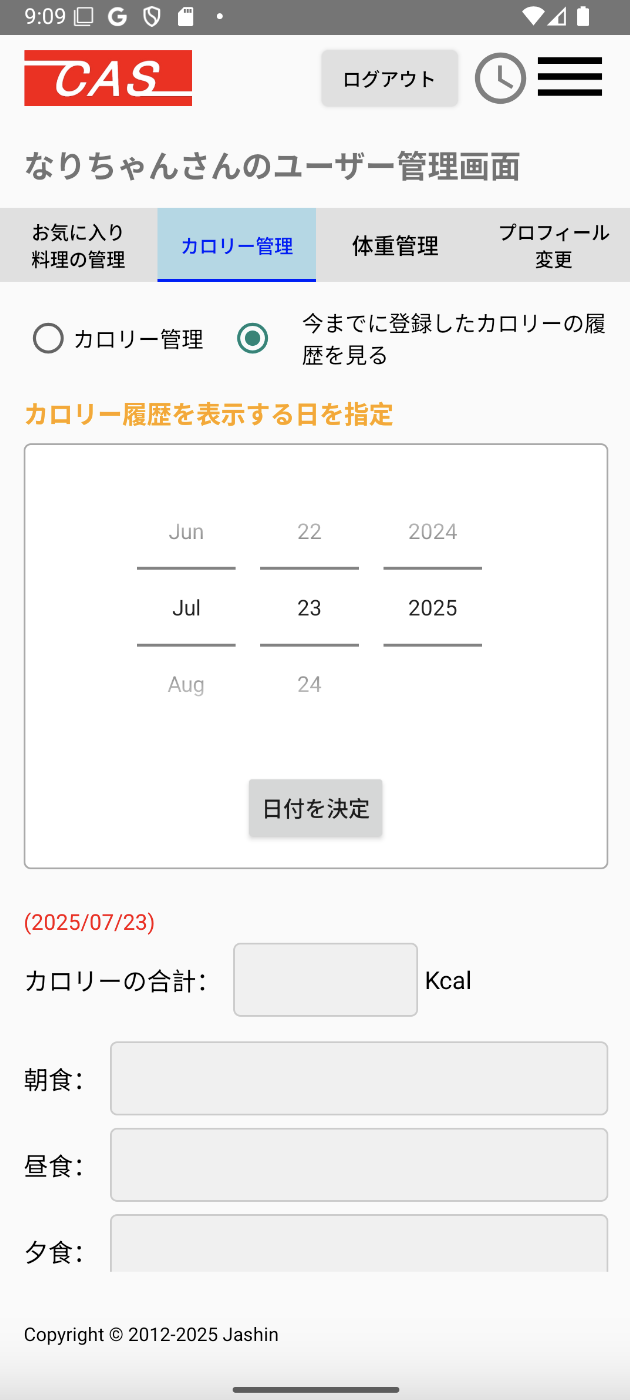 9:09
CAS
ログアウト
なりちゃんさんのユーザー管理画面
お気に入り
料理の管理
カロリー管理
体重管理
プロフィール
変更
カロリー管理
今までに登録したカロリーの履
歴を見る
カロリー履歴を表示する日を指定
Jun 22 2024
Jul 23 2025
Aug 24
日付を決定
(2025/07/23)
カロリーの合計： Kcal
朝食：
昼食：
夕食：
Copyright © 2012-2025 Jashin